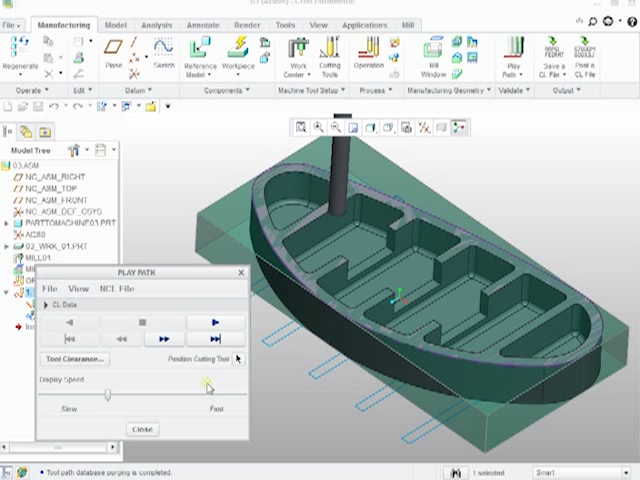 03 (Active) - Creo Parametric
File Manufacturing Model Analysis Annotate Render Tools View Applications Mill
Regenerate Plane Sketch Reference Model Workpiece Work Center Cutting Tools Operation Mill Window Play Path Save a CL File Post a CL File
Operate Edit Datum Components Machine Tool Setup Process Manufacturing Geometry Validate Output
Model Tree
03.ASM
NC_ASM_RIGHT
NC_ASM_TOP
NC_ASM_FRONT
NC_ASM_DEF_CSYS
PARTTOMACHINE03.PRT
ACS0
02_WRK_01.PRT
MILL01
PLAY PATH
File View NCL File
CL Data
Tool Clearance... Position Cutting Tool
Display Speed
Slow Fast
Close
Tool path database purging is completed.
1 selected Smart